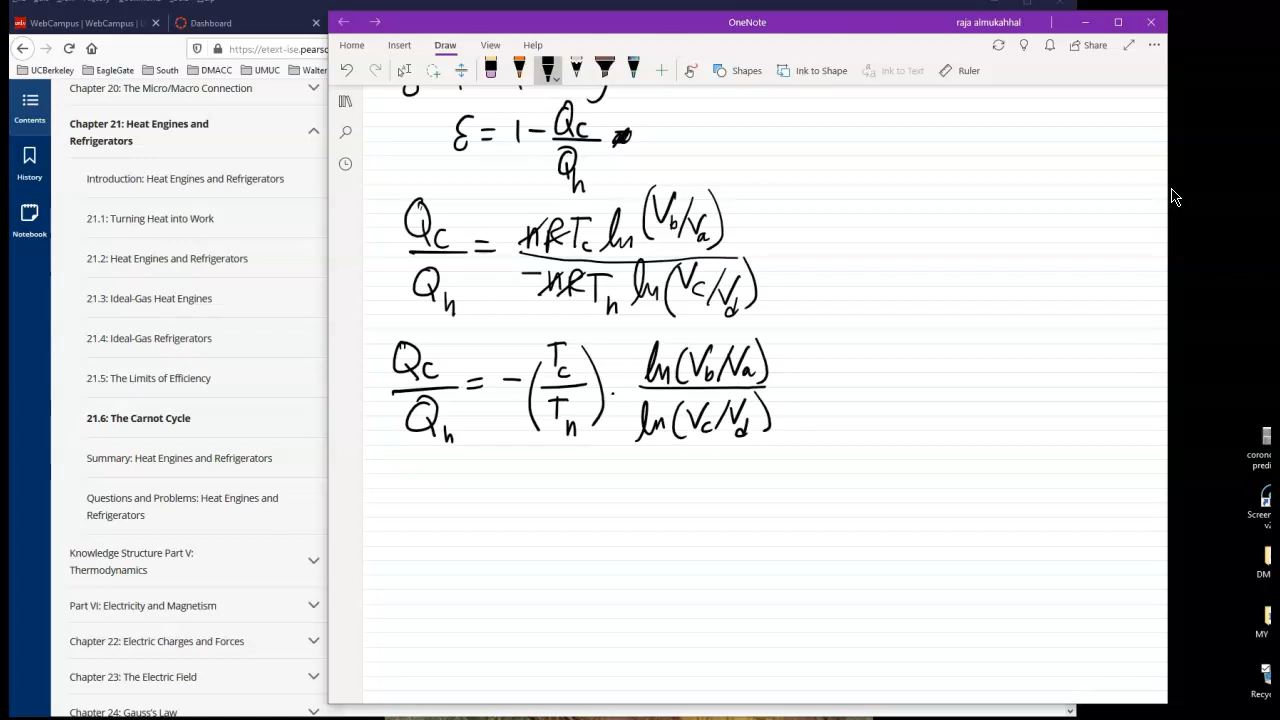 WebCampus | WebCampus | L
Dashboard
OneNote
raja almukhahal
https://etext-ise.pearso
Home Insert Draw View Help
Share
UCBerkeley EagleGate South DMACC UMUC Walter
Shapes Ink to Shape Ink to Text Ruler
Contents
History
Notebook
Chapter 20: The Micro/Macro Connection
Chapter 21: Heat Engines and
Refrigerators
Introduction: Heat Engines and Refrigerators
21.1: Turning Heat into Work
21.2: Heat Engines and Refrigerators
21.3: Ideal-Gas Heat Engines
21.4: Ideal-Gas Refrigerators
21.5: The Limits of Efficiency
21.6: The Carnot Cycle
Summary: Heat Engines and Refrigerators
Questions and Problems: Heat Engines and
Refrigerators
Knowledge Structure Part V:
Thermodynamics
Part VI: Electricity and Magnetism
Chapter 22: Electric Charges and Forces
Chapter 23: The Electric Field
Chapter 24: Gauss's Law
ε = 1 - Qc/Qh
Qc/Qh = nRTc ln(Vb/Va) / -nRTh ln(Vc/Vd)
Qc/Qh = -(Tc/Th) · ln(Vb/Va) / ln(Vc/Vd)
corono
predi
Screen
v2
DM
MY
Recyc